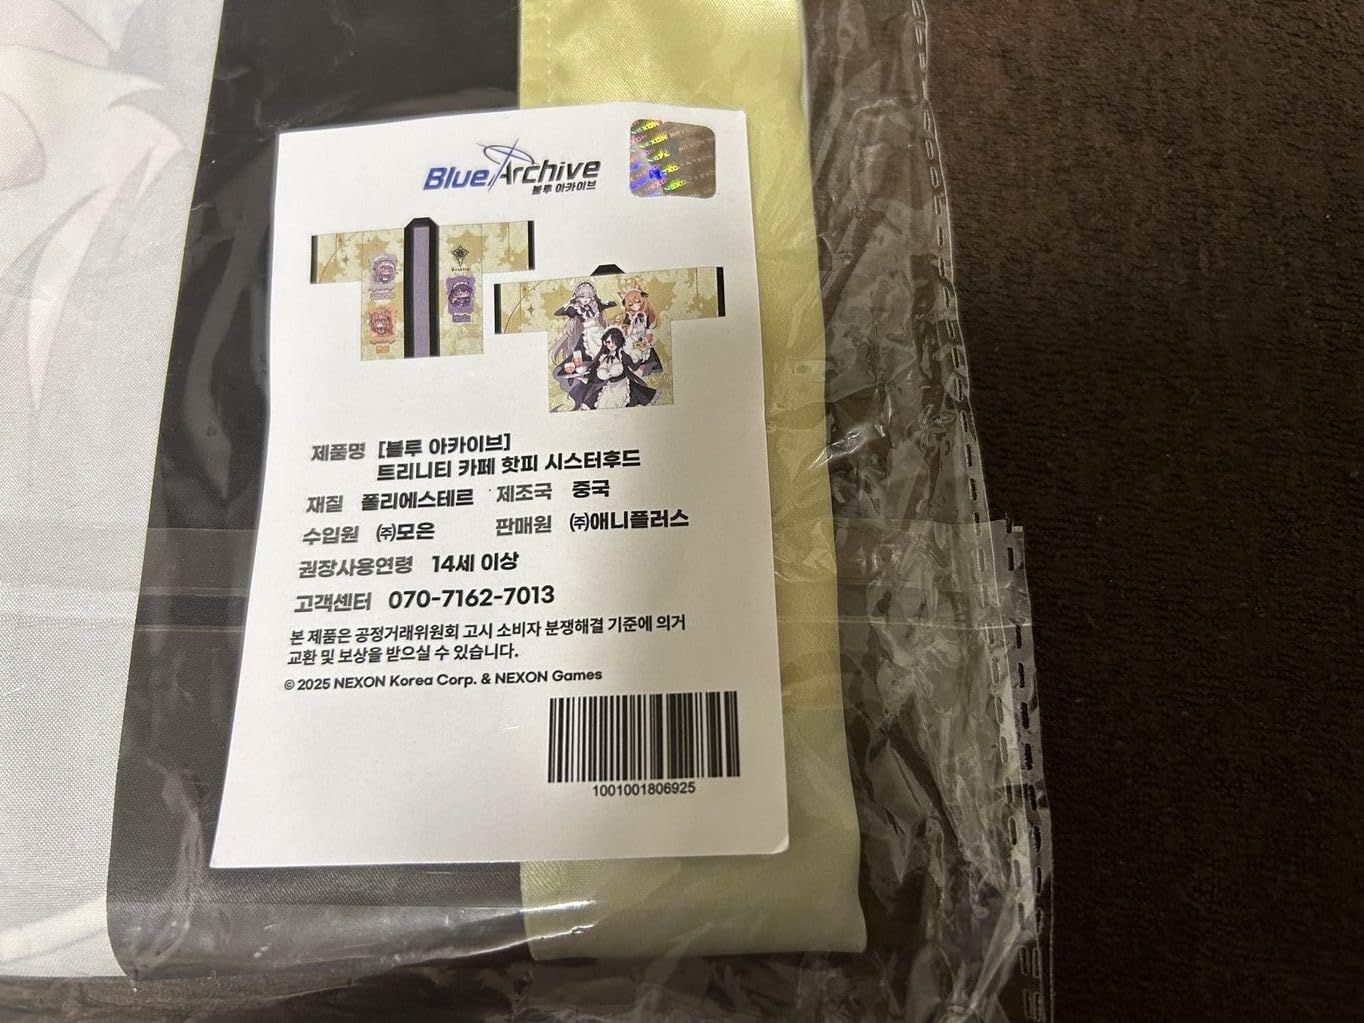 Blue Archive
블루 아카이브
NEXON
제품명 [블루 아카이브]
트리니티 카페 핫피 시스터후드
재질 폴리에스테르 제조국 중국
수입원 ㈜모은 판매원 ㈜애니플러스
권장사용연령 14세 이상
고객센터 070-7162-7013
본 제품은 공정거래위원회 고시 소비자 분쟁해결 기준에 의거
교환 및 보상을 받으실 수 있습니다.
© 2025 NEXON Korea Corp. & NEXON Games
1001001806925